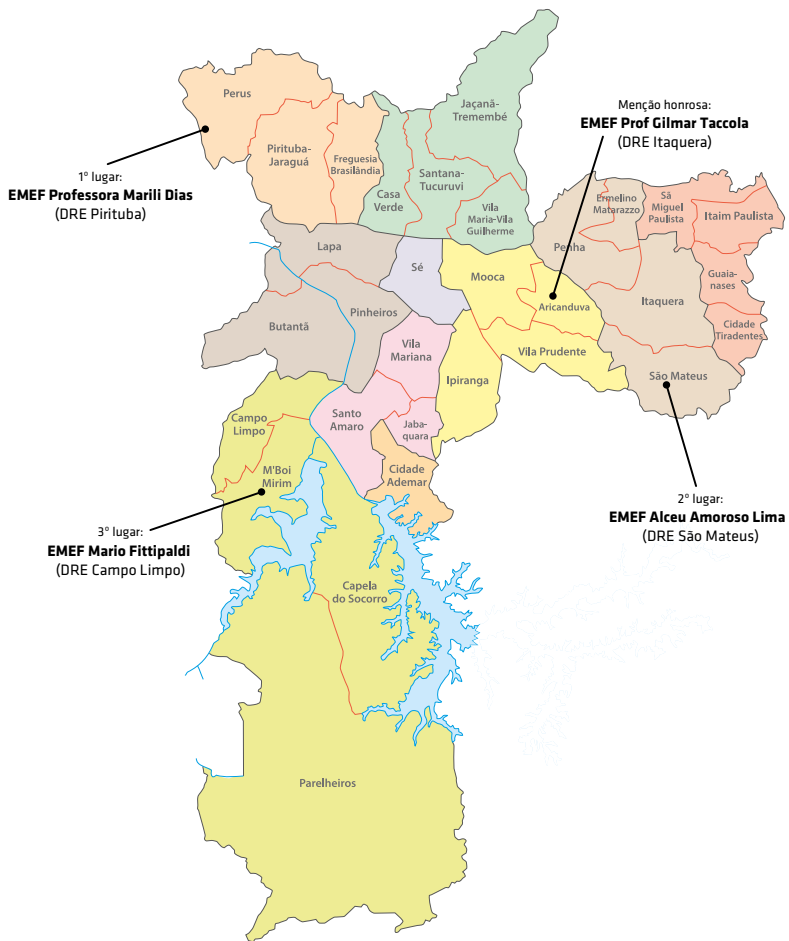 Perus
Jaçanã-
Tremembé
Menção honrosa:
EMEF Prof Gilmar Taccola
(DRE Itaquera)
Pirituba-
Jaraguá
Freguesia
Brasilândia
1º lugar:
EMEF Professora Marili Dias
(DRE Pirituba)
Santana-
Tucuruvi
Casa
Verde
Vila
Maria-Vila
Guilherme
Ermelino
Matarazzo
Sã
Miguel
Paulista
Itaim Paulista
Penha
Lapa
Sé
Mooca
Guaia-
nases
Itaquera
Aricanduva
Pinheiros
Butantã
Cidade
Tiradentes
Vila
Mariana
Vila Prudente
Ipiranga
São Mateus
Campo
Limpo
Santo
Amaro
Jaba-
quara
M'Boi
Mirim
Cidade
Ademar
2º lugar:
EMEF Alceu Amoroso Lima
(DRE São Mateus)
3º lugar:
EMEF Mario Fittipaldi
(DRE Campo Limpo)
Capela
do Socorro
Parelheiros